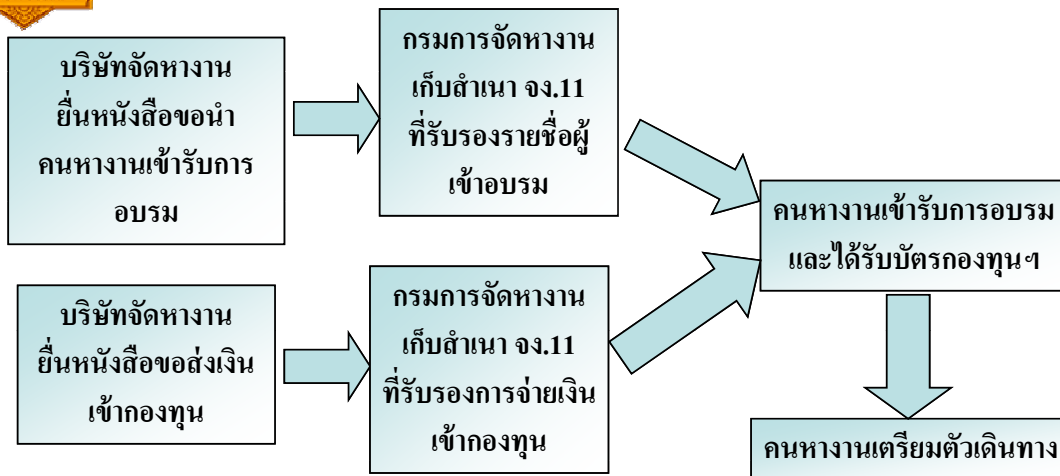 บริษัทจัดหางาน
ยื่นหนังสือขอนำ
คนหางานเข้ารับการ
อบรม
กรมการจัดหางาน
เก็บสำเนา จง.11
ที่รับรองรายชื่อผู้
เข้าอบรม
บริษัทจัดหางาน
ยื่นหนังสือขอส่งเงิน
เข้ากองทุน
กรมการจัดหางาน
เก็บสำเนา จง.11
ที่รับรองการจ่ายเงิน
เข้ากองทุน
คนหางานเข้ารับการอบรม
และได้รับบัตรกองทุนฯ
คนหางานเตรียมตัวเดินทาง